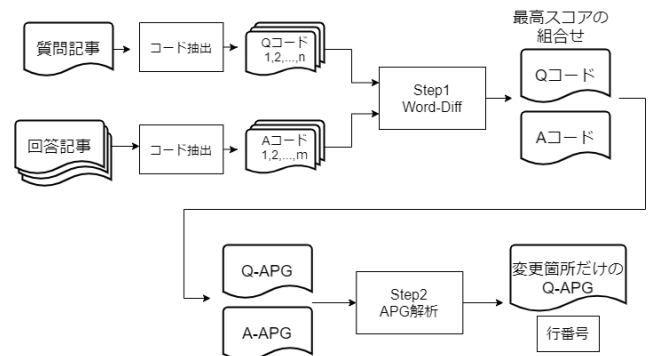 最高スコアの
組合せ
質問記事
コード抽出
Qコード
1,2,...,n
Step1
Word-Diff
Qコード
回答記事
コード抽出
Aコード
1,2,...,m
Aコード
Q-APG
A-APG
Step2
APG解析
変更箇所だけの
Q-APG
行番号